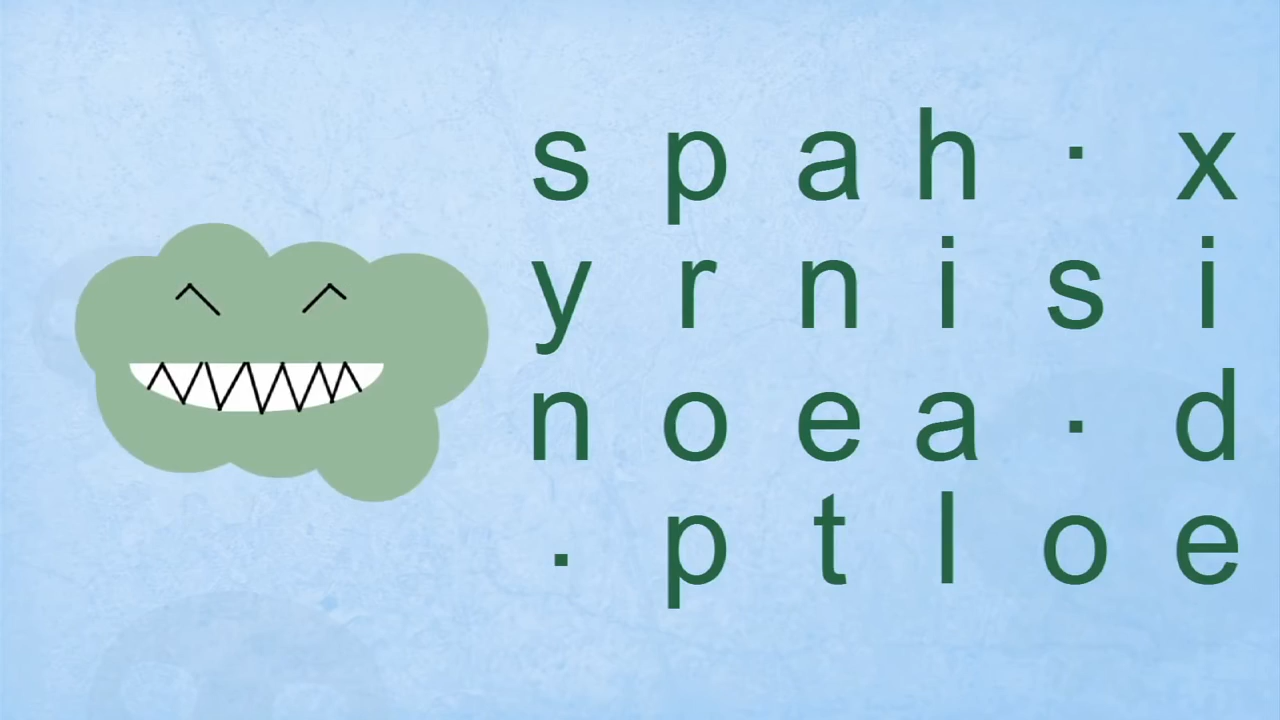 s p a h · x
y r n i s i
n o e a · d
· p t l o e